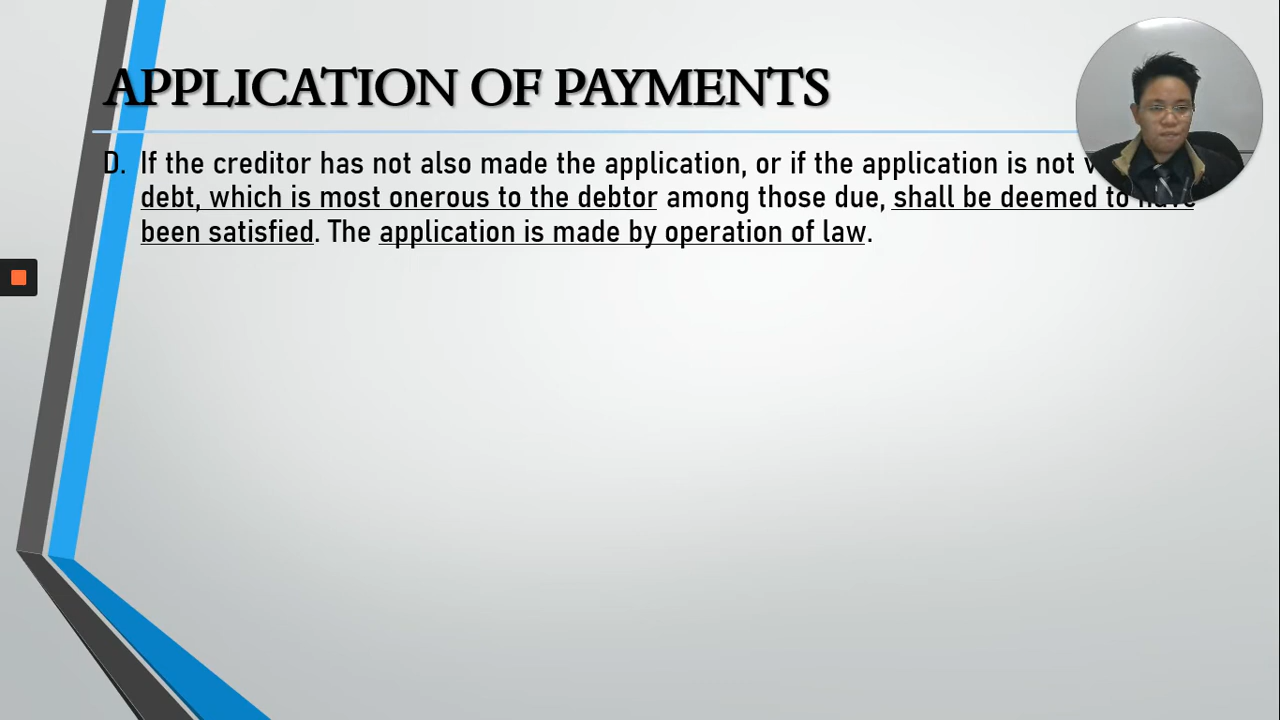 APPLICATION OF PAYMENTS
D. If the creditor has not also made the application, or if the application is not
debt, which is most onerous to the debtor among those due, shall be deemed to have
been satisfied. The application is made by operation of law.